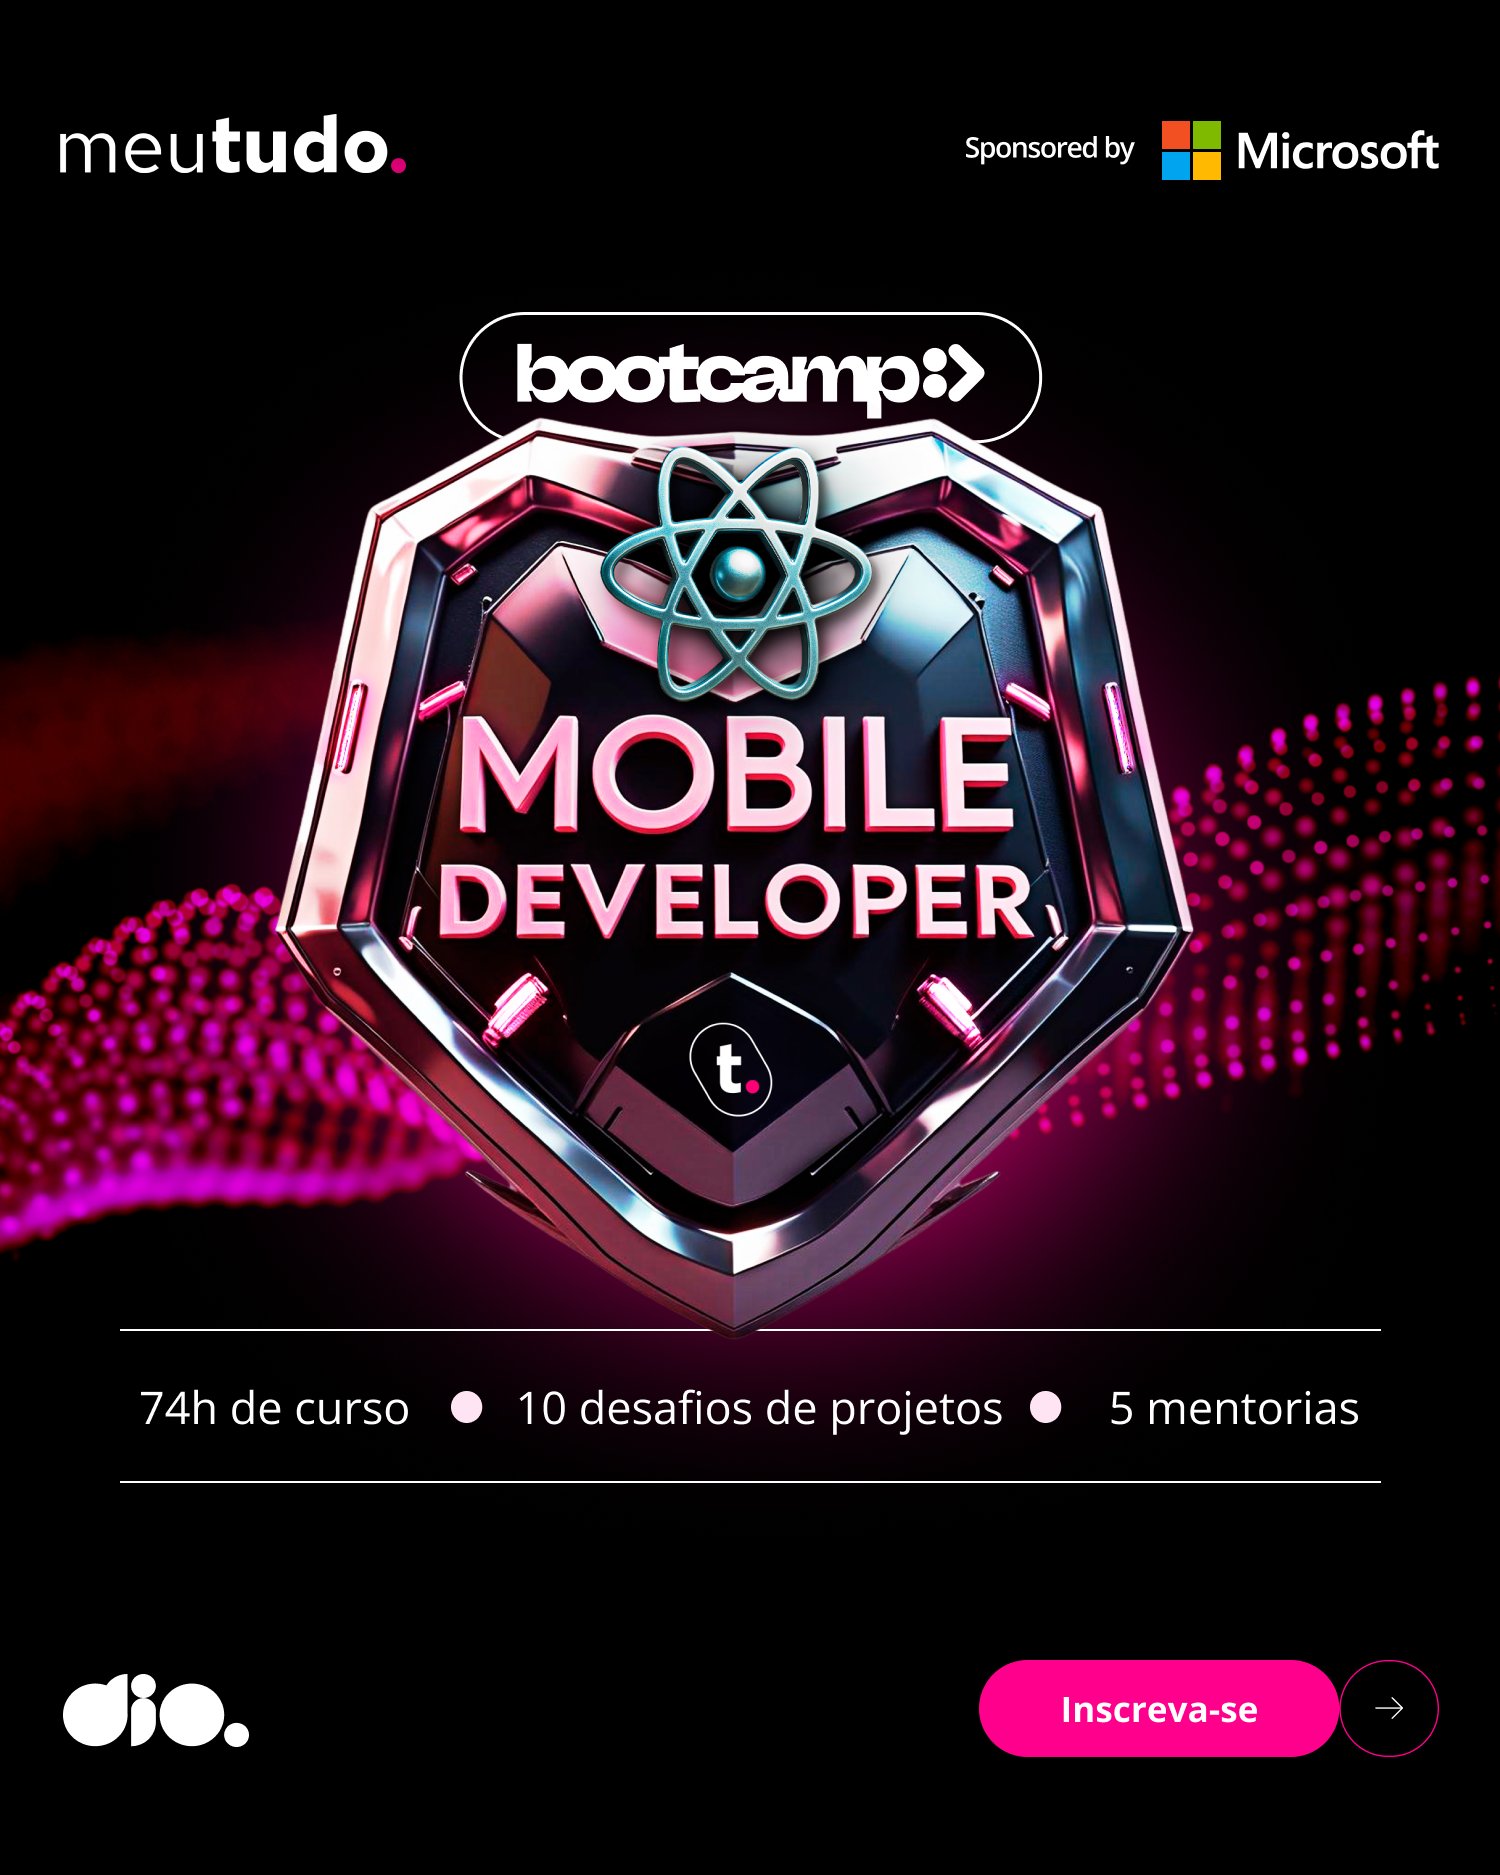 meutudo.
Sponsored by Microsoft
bootcamp
MOBILE
DEVELOPER
t.
74h de curso ● 10 desafios de projetos ● 5 mentorias
dio.
Inscreva-se →